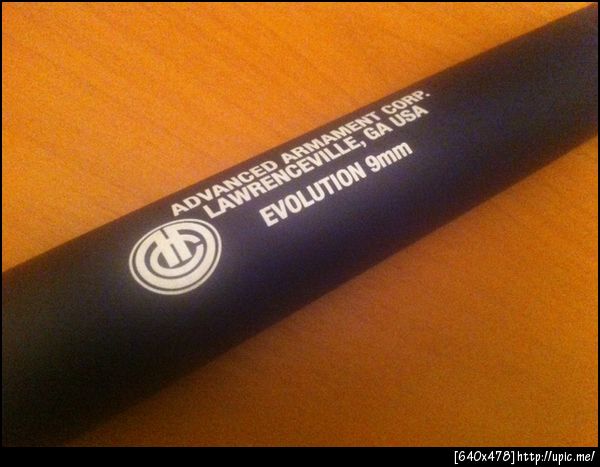 ADVANCED ARMAMENT CORP.
LAWRENCEVILLE, GA USA
EVOLUTION 9mm
[640x478]http://upic.me/